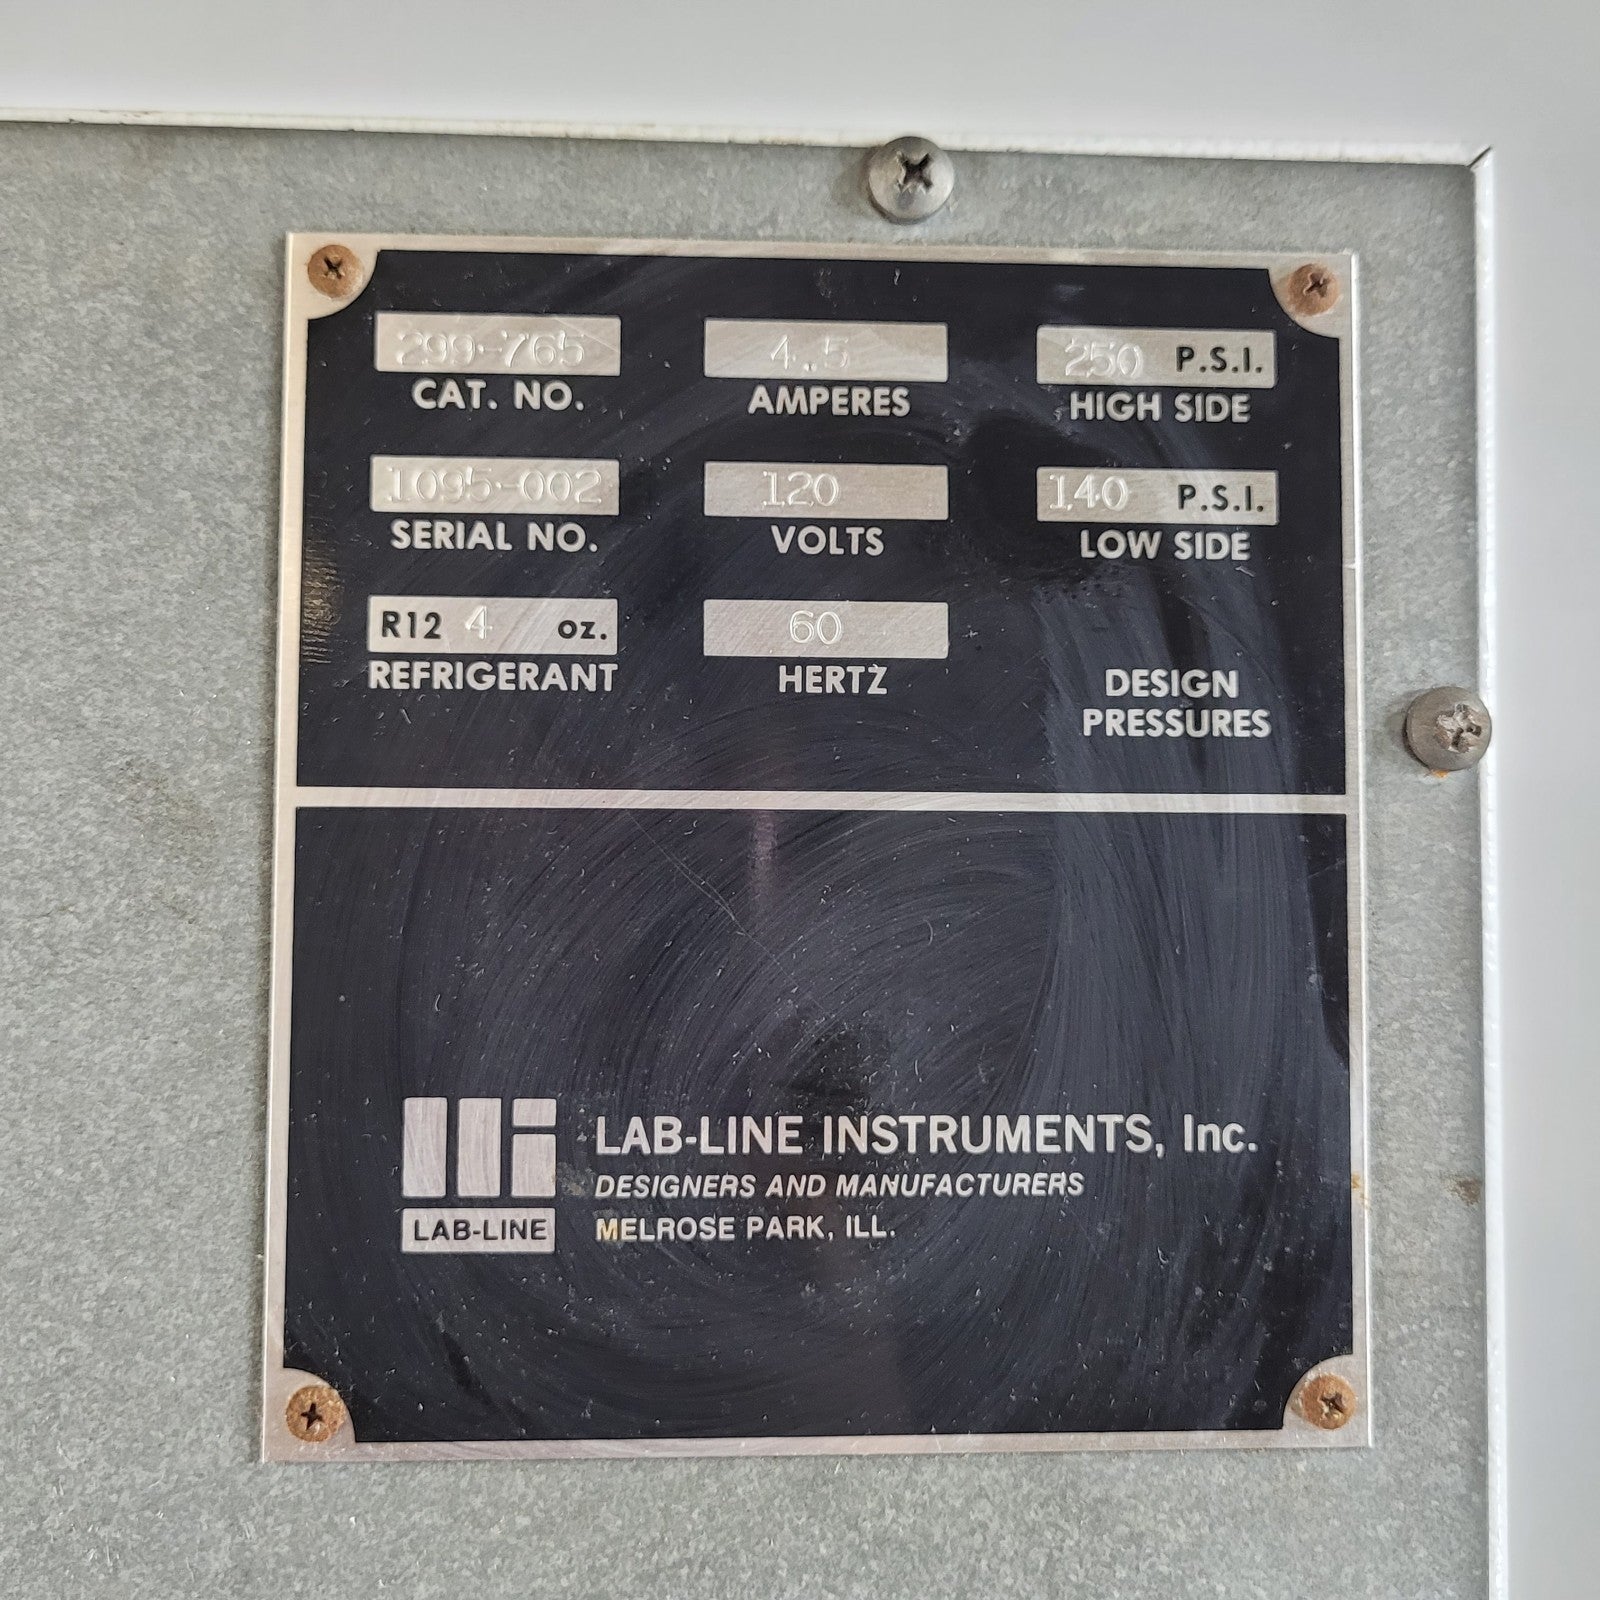 299-765 4.5 250 P.S.I.
CAT. NO. AMPERES HIGH SIDE
1095-002 120 140 P.S.I.
SERIAL NO. VOLTS LOW SIDE
R12 4 oz. 60
REFRIGERANT HERTZ DESIGN
PRESSURES
LAB-LINE INSTRUMENTS, Inc.
DESIGNERS AND MANUFACTURERS
LAB-LINE MELROSE PARK, ILL.